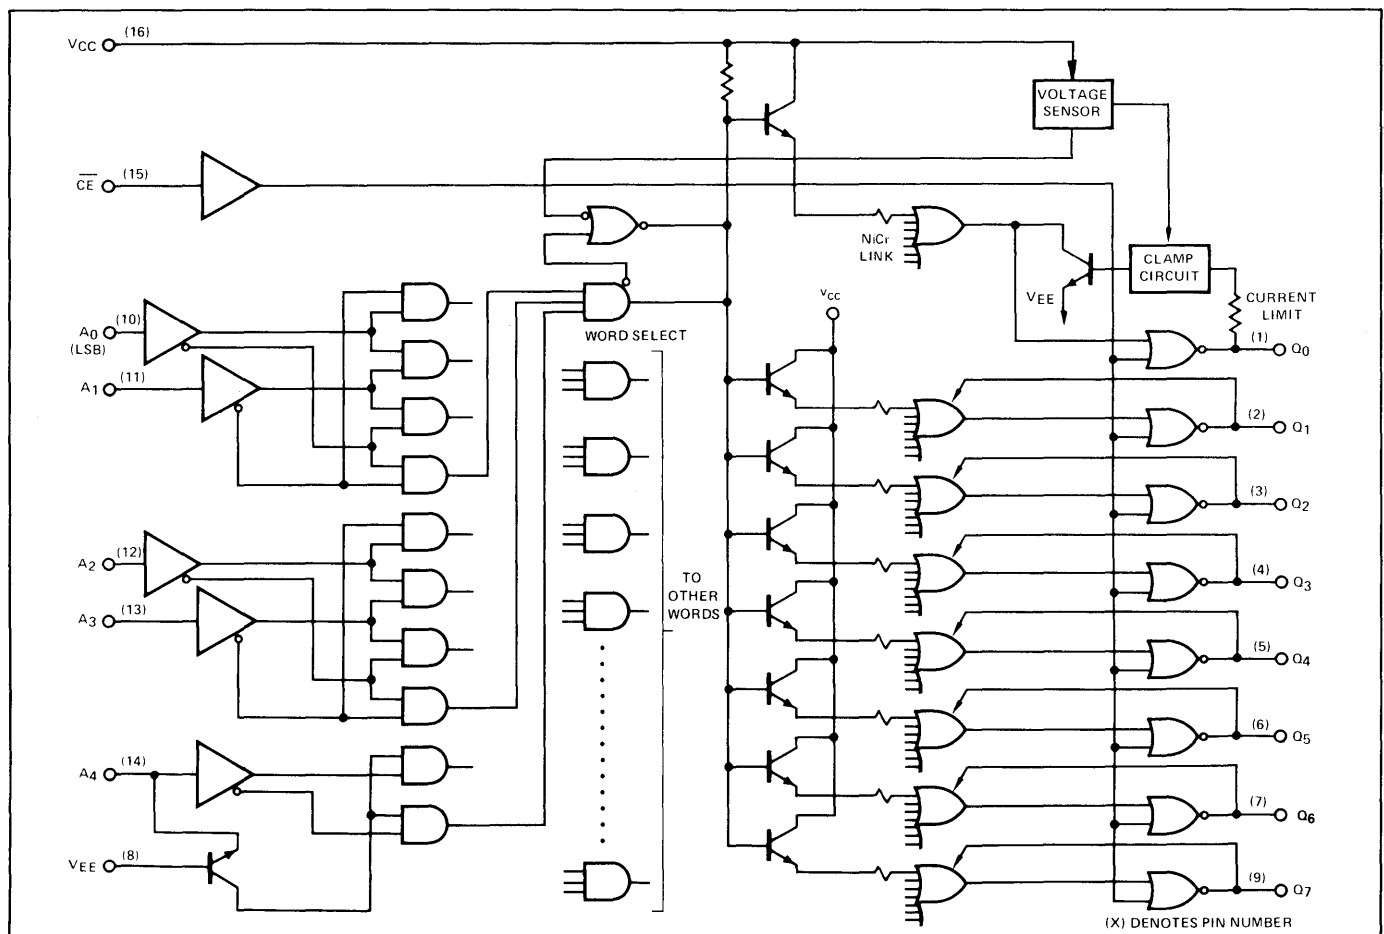 VCC (16)
VOLTAGE
SENSOR
CE (15)
NiCr
LINK
CLAMP
CIRCUIT
VEE
CURRENT
LIMIT
VCC
(1) Q0
A0 (10)
(LSB)
WORD SELECT
A1 (11)
(2) Q1
(3) Q2
A2 (12)
(4) Q3
TO
OTHER
WORDS
A3 (13)
(5) Q4
(6) Q5
A4 (14)
(7) Q6
VEE (8)
(9) Q7
(X) DENOTES PIN NUMBER